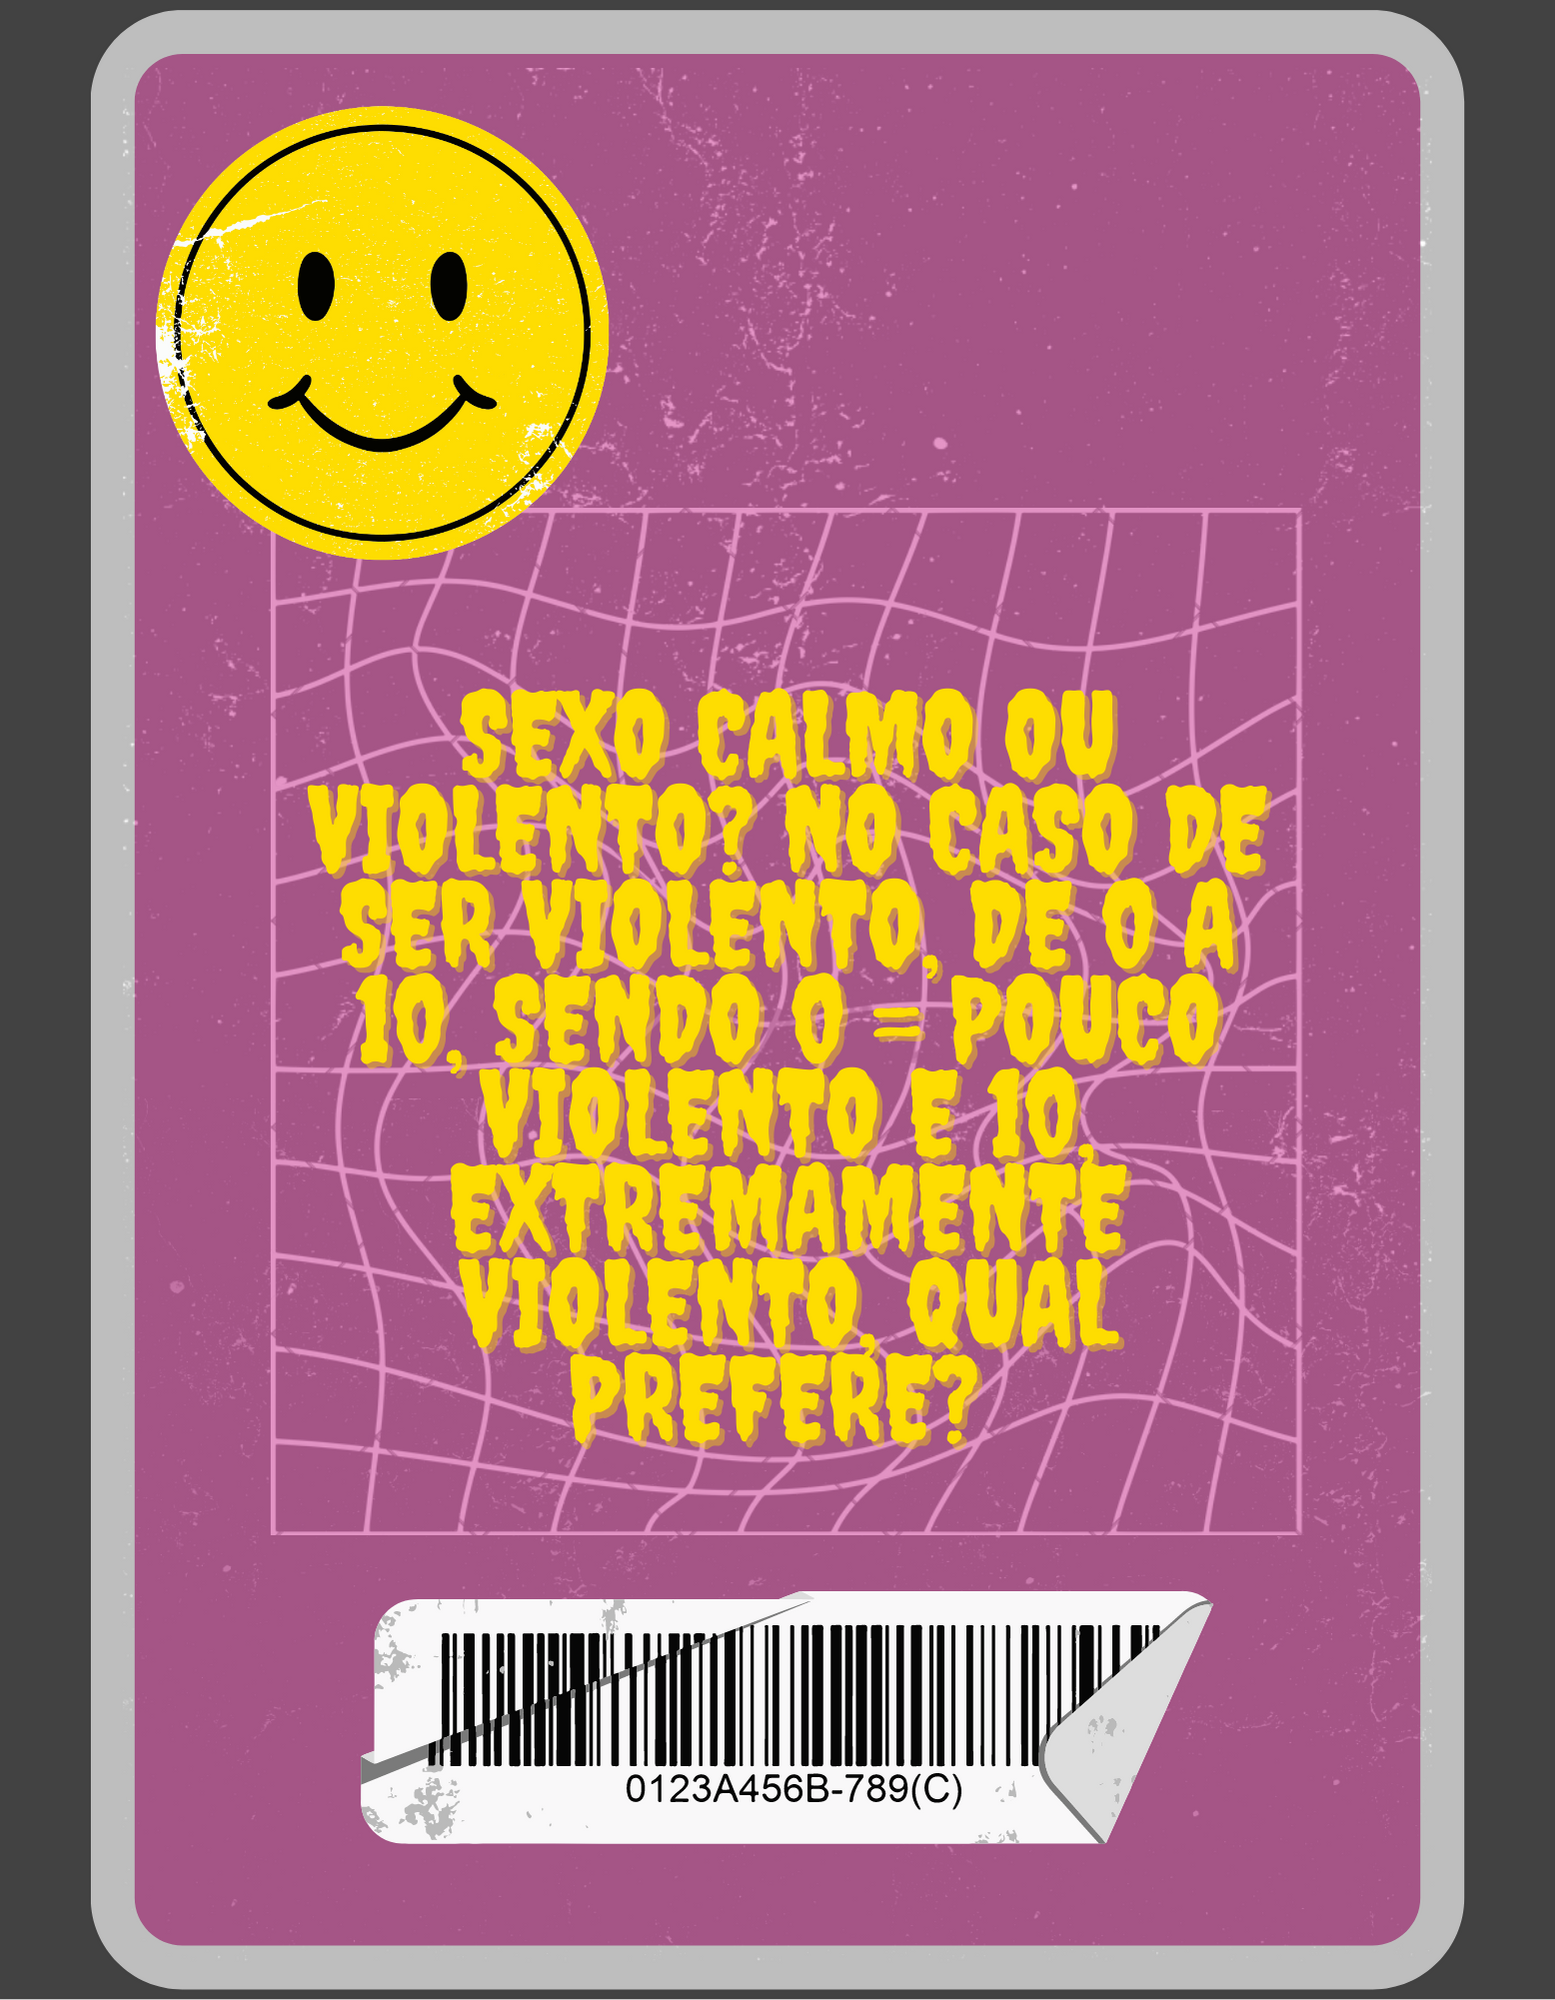 SEXO CALMO OU
VIOLENTO? NO CASO DE
SER VIOLENTO, DE 0 A
10, SENDO 0 = POUCO
VIOLENTO E 10,
EXTREMAMENTE
VIOLENTO, QUAL
PREFERE?
0123A456B-789(C)